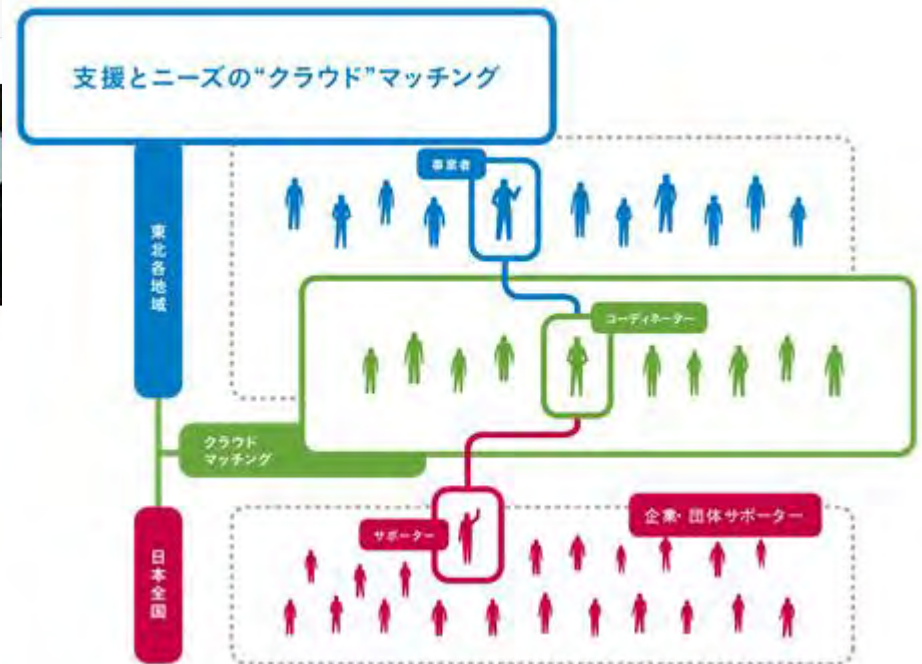 支援とニーズの“クラウド”マッチング
事業者
東北各地域
コーディネーター
クラウド
マッチング
企業・団体サポーター
サポーター
日本全国